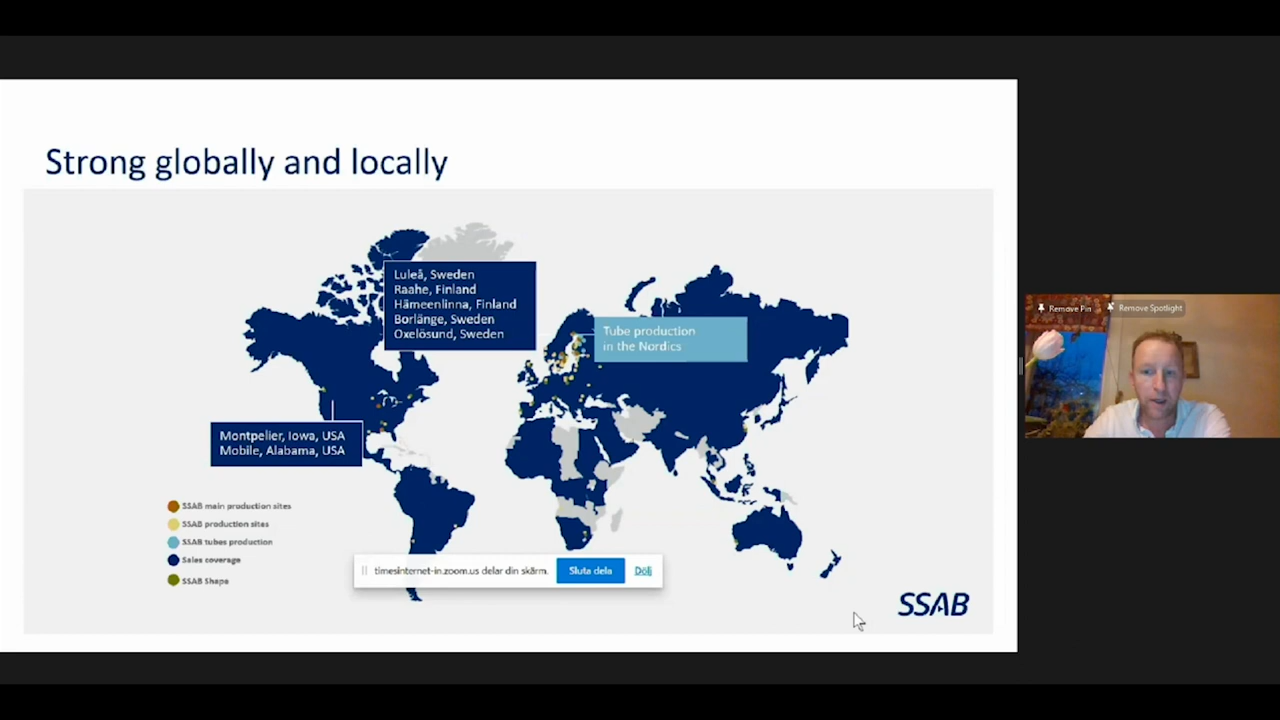 Strong globally and locally
Luleå, Sweden
Raahe, Finland
Hämeenlinna, Finland
Borlänge, Sweden
Oxelösund, Sweden
Tube production
in the Nordics
Montpelier, Iowa, USA
Mobile, Alabama, USA
SSAB main production sites
SSAB production sites
SSAB tubes production
Sales coverage
SSAB Shape
timesinternet-in.zoom.us delar din skärm.
Sluta dela
Dölj
SSAB
Remove Pin
Remove Spotlight